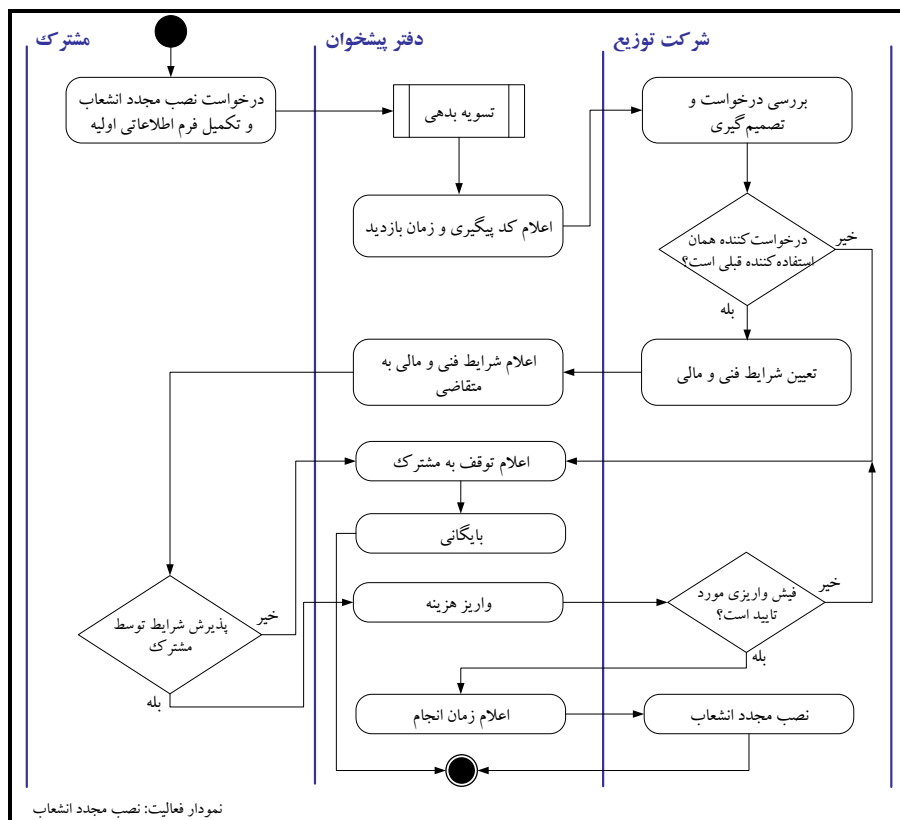 شرکت توزیع
دفتر پیشخوان
مشترک
درخواست نصب مجدد انشعاب
و تکمیل فرم اطلاعاتی اولیه
تسویه بدهی
بررسی درخواست و
تصمیم‌گیری
اعلام کد پیگیری و زمان بازدید
درخواست‌کننده همان
استفاده‌کننده قبلی است؟
خیر
بله
تعیین شرایط فنی و مالی
اعلام شرایط فنی و مالی به
متقاضی
اعلام توقف به مشترک
بایگانی
پذیرش شرایط توسط
مشترک
خیر
بله
واریز هزینه
فیش واریزی مورد
تایید است؟
خیر
بله
اعلام زمان انجام
نصب مجدد انشعاب
نمودار فعالیت: نصب مجدد انشعاب